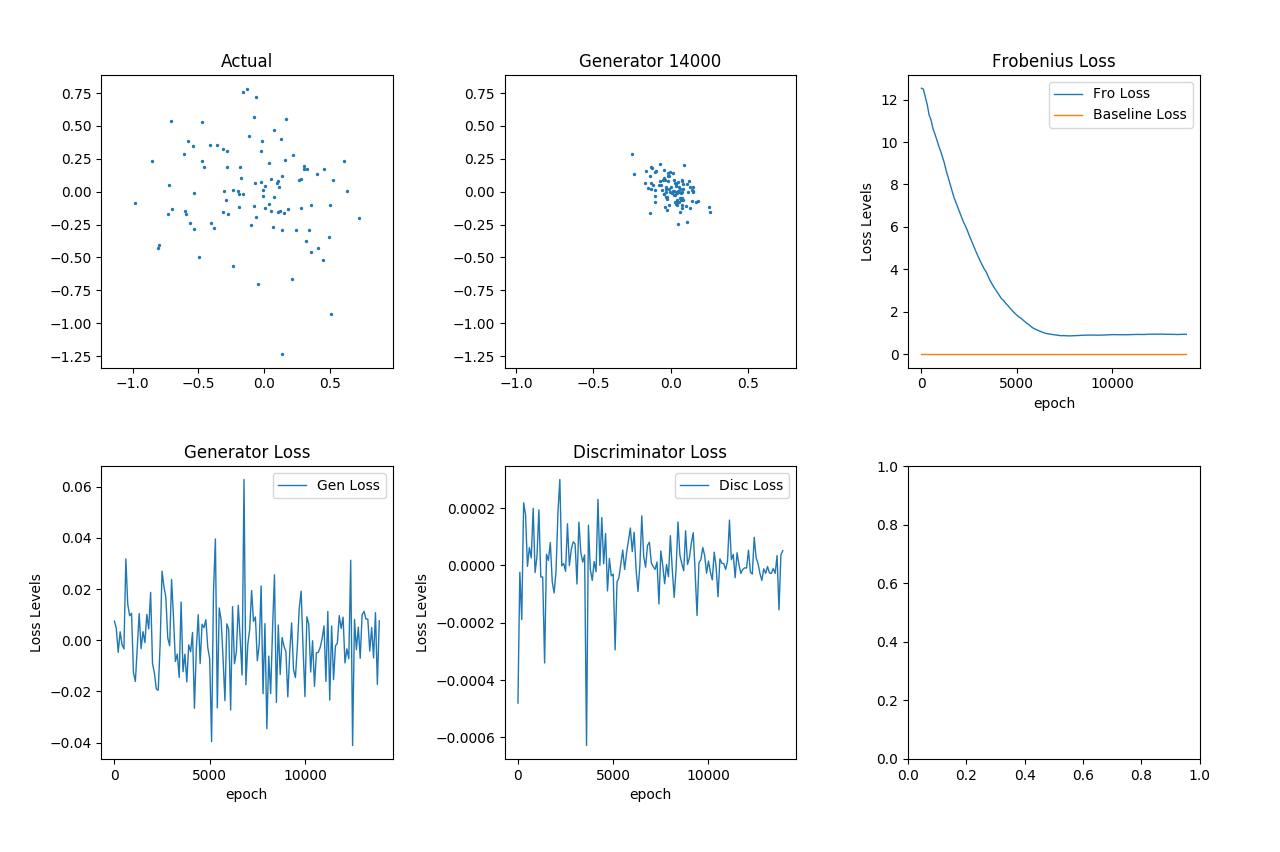 Actual
0.75
0.50
0.25
0.00
−0.25
−0.50
−0.75
−1.00
−1.25
−1.0 −0.5 0.0 0.5
Generator 14000
0.75
0.50
0.25
0.00
−0.25
−0.50
−0.75
−1.00
−1.25
−1.0 −0.5 0.0 0.5
Frobenius Loss
Fro Loss
Baseline Loss
Loss Levels
12
10
8
6
4
2
0
0 5000 10000
epoch
Generator Loss
Gen Loss
Loss Levels
0.06
0.04
0.02
0.00
−0.02
−0.04
0 5000 10000
epoch
Discriminator Loss
Disc Loss
Loss Levels
0.0002
0.0000
−0.0002
−0.0004
−0.0006
0 5000 10000
epoch
1.0
0.8
0.6
0.4
0.2
0.0
0.0 0.2 0.4 0.6 0.8 1.0